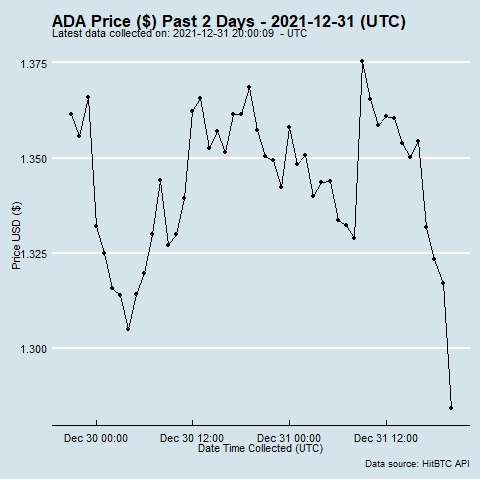 ADA Price ($) Past 2 Days - 2021-12-31 (UTC)
Latest data collected on: 2021-12-31 20:00:09 - UTC
1.375
1.350
1.325
1.300
Price USD ($)
Dec 30 00:00 Dec 30 12:00 Dec 31 00:00 Dec 31 12:00
Date Time Collected (UTC)
Data source: HitBTC API